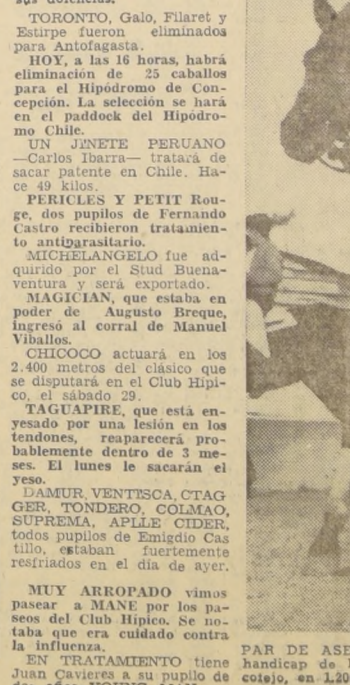 sus defensas.
TORONTO, Galo, Filaret y
Estirpe fueron eliminados
para Antofagasta.
HOY, a las 16 horas, habrá
eliminación de 25 caballos
para el Hipódromo de Con-
cepción. La selección se hará
en el paddock del Hipódro-
mo Chile.
UN JINETE PERUANO
—Carlos Ibarra— tratará de
sacar patente en Chile. Ha-
ce 49 kilos.
PERICLES Y PETIT Rou-
ge, dos pupilos de Fernando
Castro recibieron tratamien-
to antiparasitario.
MICHELANGELO fue ad-
quirido por el Stud Buena-
ventura y será exportado.
MAGICIAN, que estaba en
poder de Augusto Breque,
ingresó al corral de Manuel
Viballos.
CHICOCO actuará en los
2.400 metros del clásico que
se disputará en el Club Hípi-
co, el sábado 29.
TAGUAPIRE, que está en-
yesado por una lesión en los
tendones, reaparecerá pro-
bablemente dentro de 3 me-
ses. El lunes le sacarán el
yeso.
DAMUR, VENTISCA, CTAG
GER, TONDERO, COLMAO,
SUPREMA, APLLE CIDER,
todos pupilos de Emigdio Cas
tillo, estaban fuertemente
resfriados en el día de ayer.
MUY ARROPADO vimos
pasear a MANE por los pa-
seos del Club Hípico. Se no-
taba que era cuidado contra
la influenza.
EN TRATAMIENTO tiene
Juan Cavieres a su pupilo de
PAR DE ASE
handicap de
cotejo, en 1.20